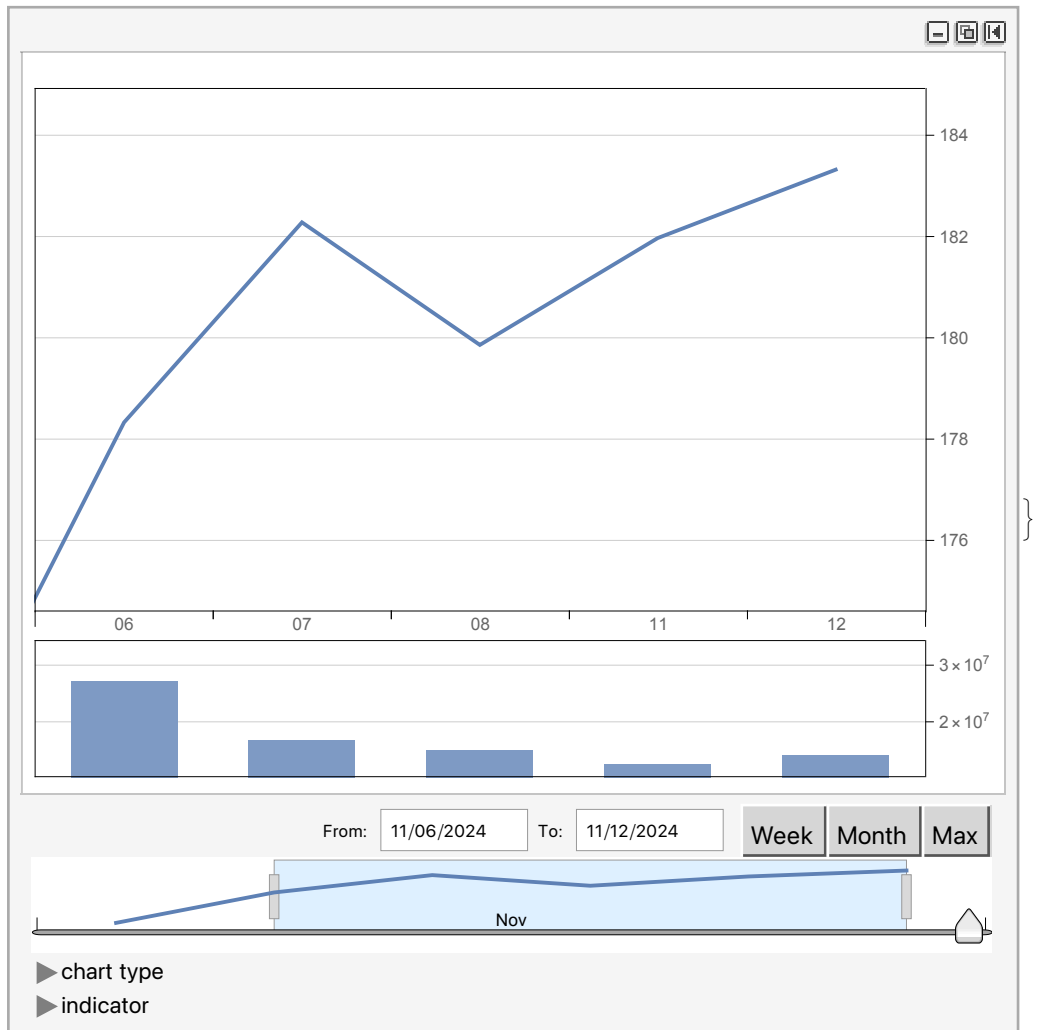 184
182
180
178
176
}
06 07 08 11 12
3×10⁷
2×10⁷
From: 11/06/2024 To: 11/12/2024 Week Month Max
Nov
chart type
indicator